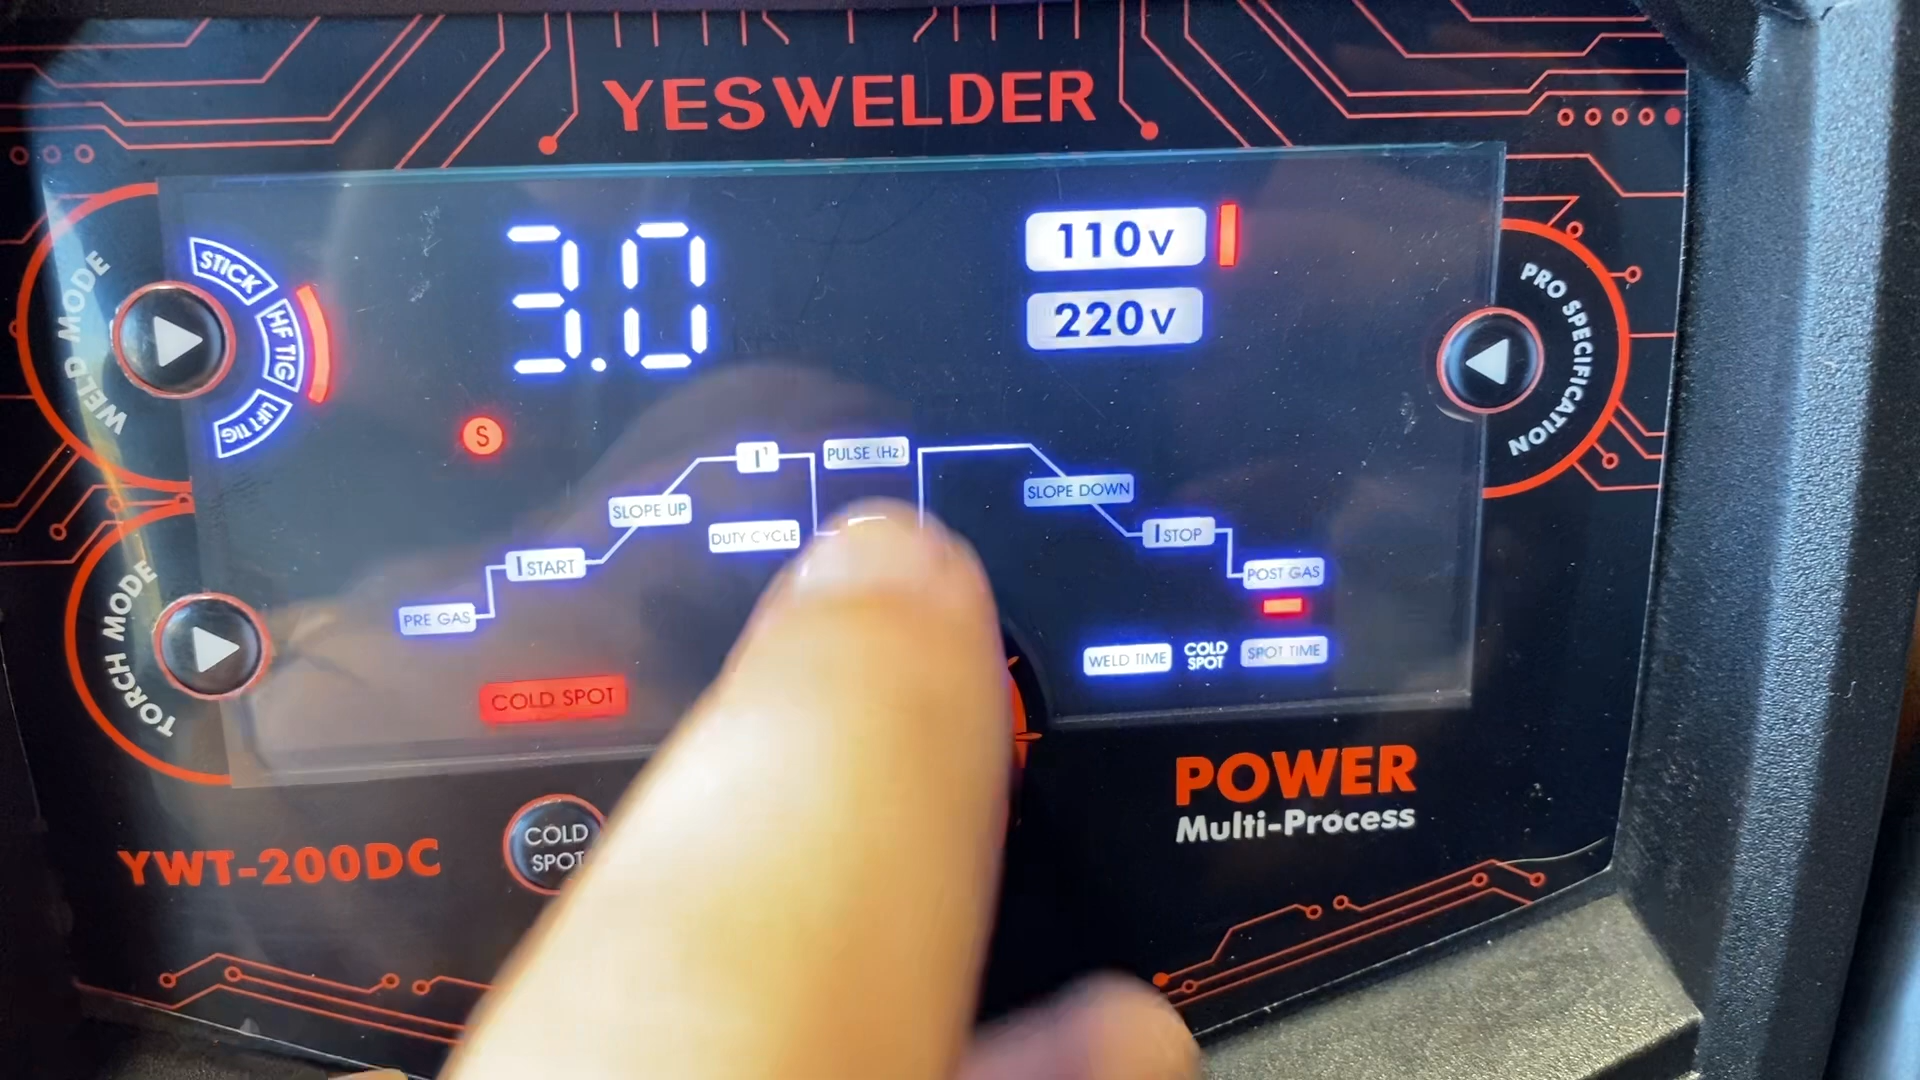 YESWELDER
WELD MODE
STICK
HF TIG
LIFT TIG
3.0
110V
220V
PRO SPECIFICATION
S
I¹
PULSE (Hz)
SLOPE UP
DUTY CYCLE
SLOPE DOWN
I START
I STOP
PRE GAS
POST GAS
TORCH MODE
WELD TIME
COLD SPOT
SPOT TIME
COLD SPOT
YWT-200DC
COLD
SPOT
POWER
Multi-Process